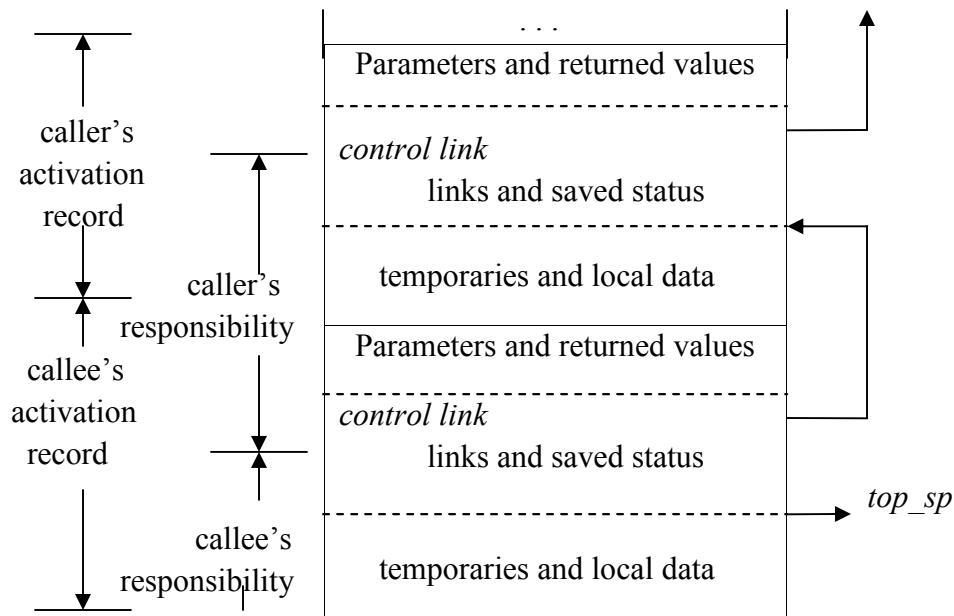 . . .
Parameters and returned values
caller’s
activation
record
control link
links and saved status
temporaries and local data
caller’s
responsibility
Parameters and returned values
callee’s
activation
record
control link
links and saved status
top_sp
callee’s
responsibility
temporaries and local data